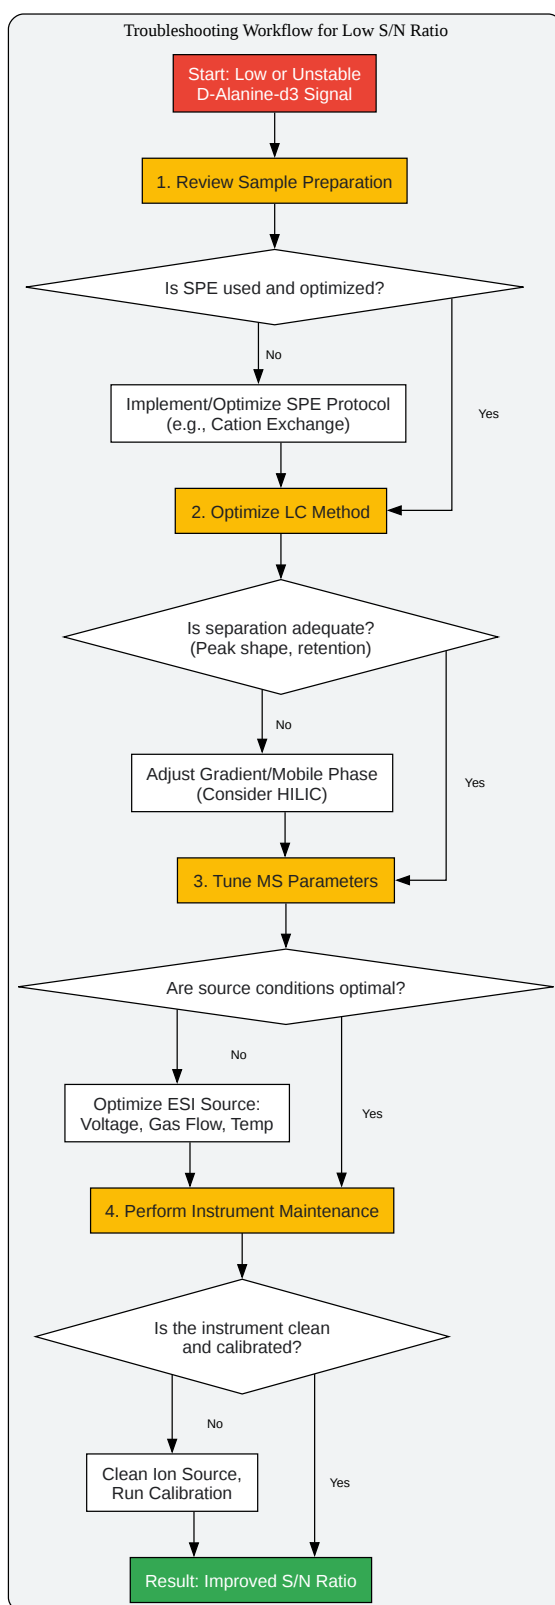 Troubleshooting Workflow for Low S/N Ratio
Start: Low or Unstable
D-Alanine-d3 Signal
1. Review Sample Preparation
Is SPE used and optimized?
No
Implement/Optimize SPE Protocol
(e.g., Cation Exchange)
Yes
2. Optimize LC Method
Is separation adequate?
(Peak shape, retention)
No
Adjust Gradient/Mobile Phase
(Consider HILIC)
Yes
3. Tune MS Parameters
Are source conditions optimal?
No
Optimize ESI Source:
Voltage, Gas Flow, Temp
Yes
4. Perform Instrument Maintenance
Is the instrument clean
and calibrated?
No
Clean Ion Source,
Run Calibration
Yes
Result: Improved S/N Ratio